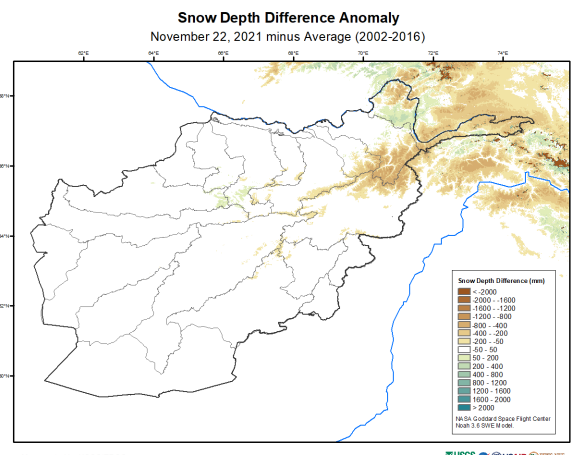 Snow Depth Difference Anomaly
November 22, 2021 minus Average (2002-2016)
62°E 64°E 66°E 68°E 70°E 72°E 74°E
Snow Depth Difference (mm)
< -2000
-2000 - -1600
-1600 - -1200
-1200 - -800
-800 - -400
-400 - -200
-200 - -50
-50 - 50
50 - 200
200 - 400
400 - 800
800 - 1200
1200 - 1600
1600 - 2000
> 2000
NASA Goddard Space Flight Center
Noah 3.6 SWE Model.
USGS